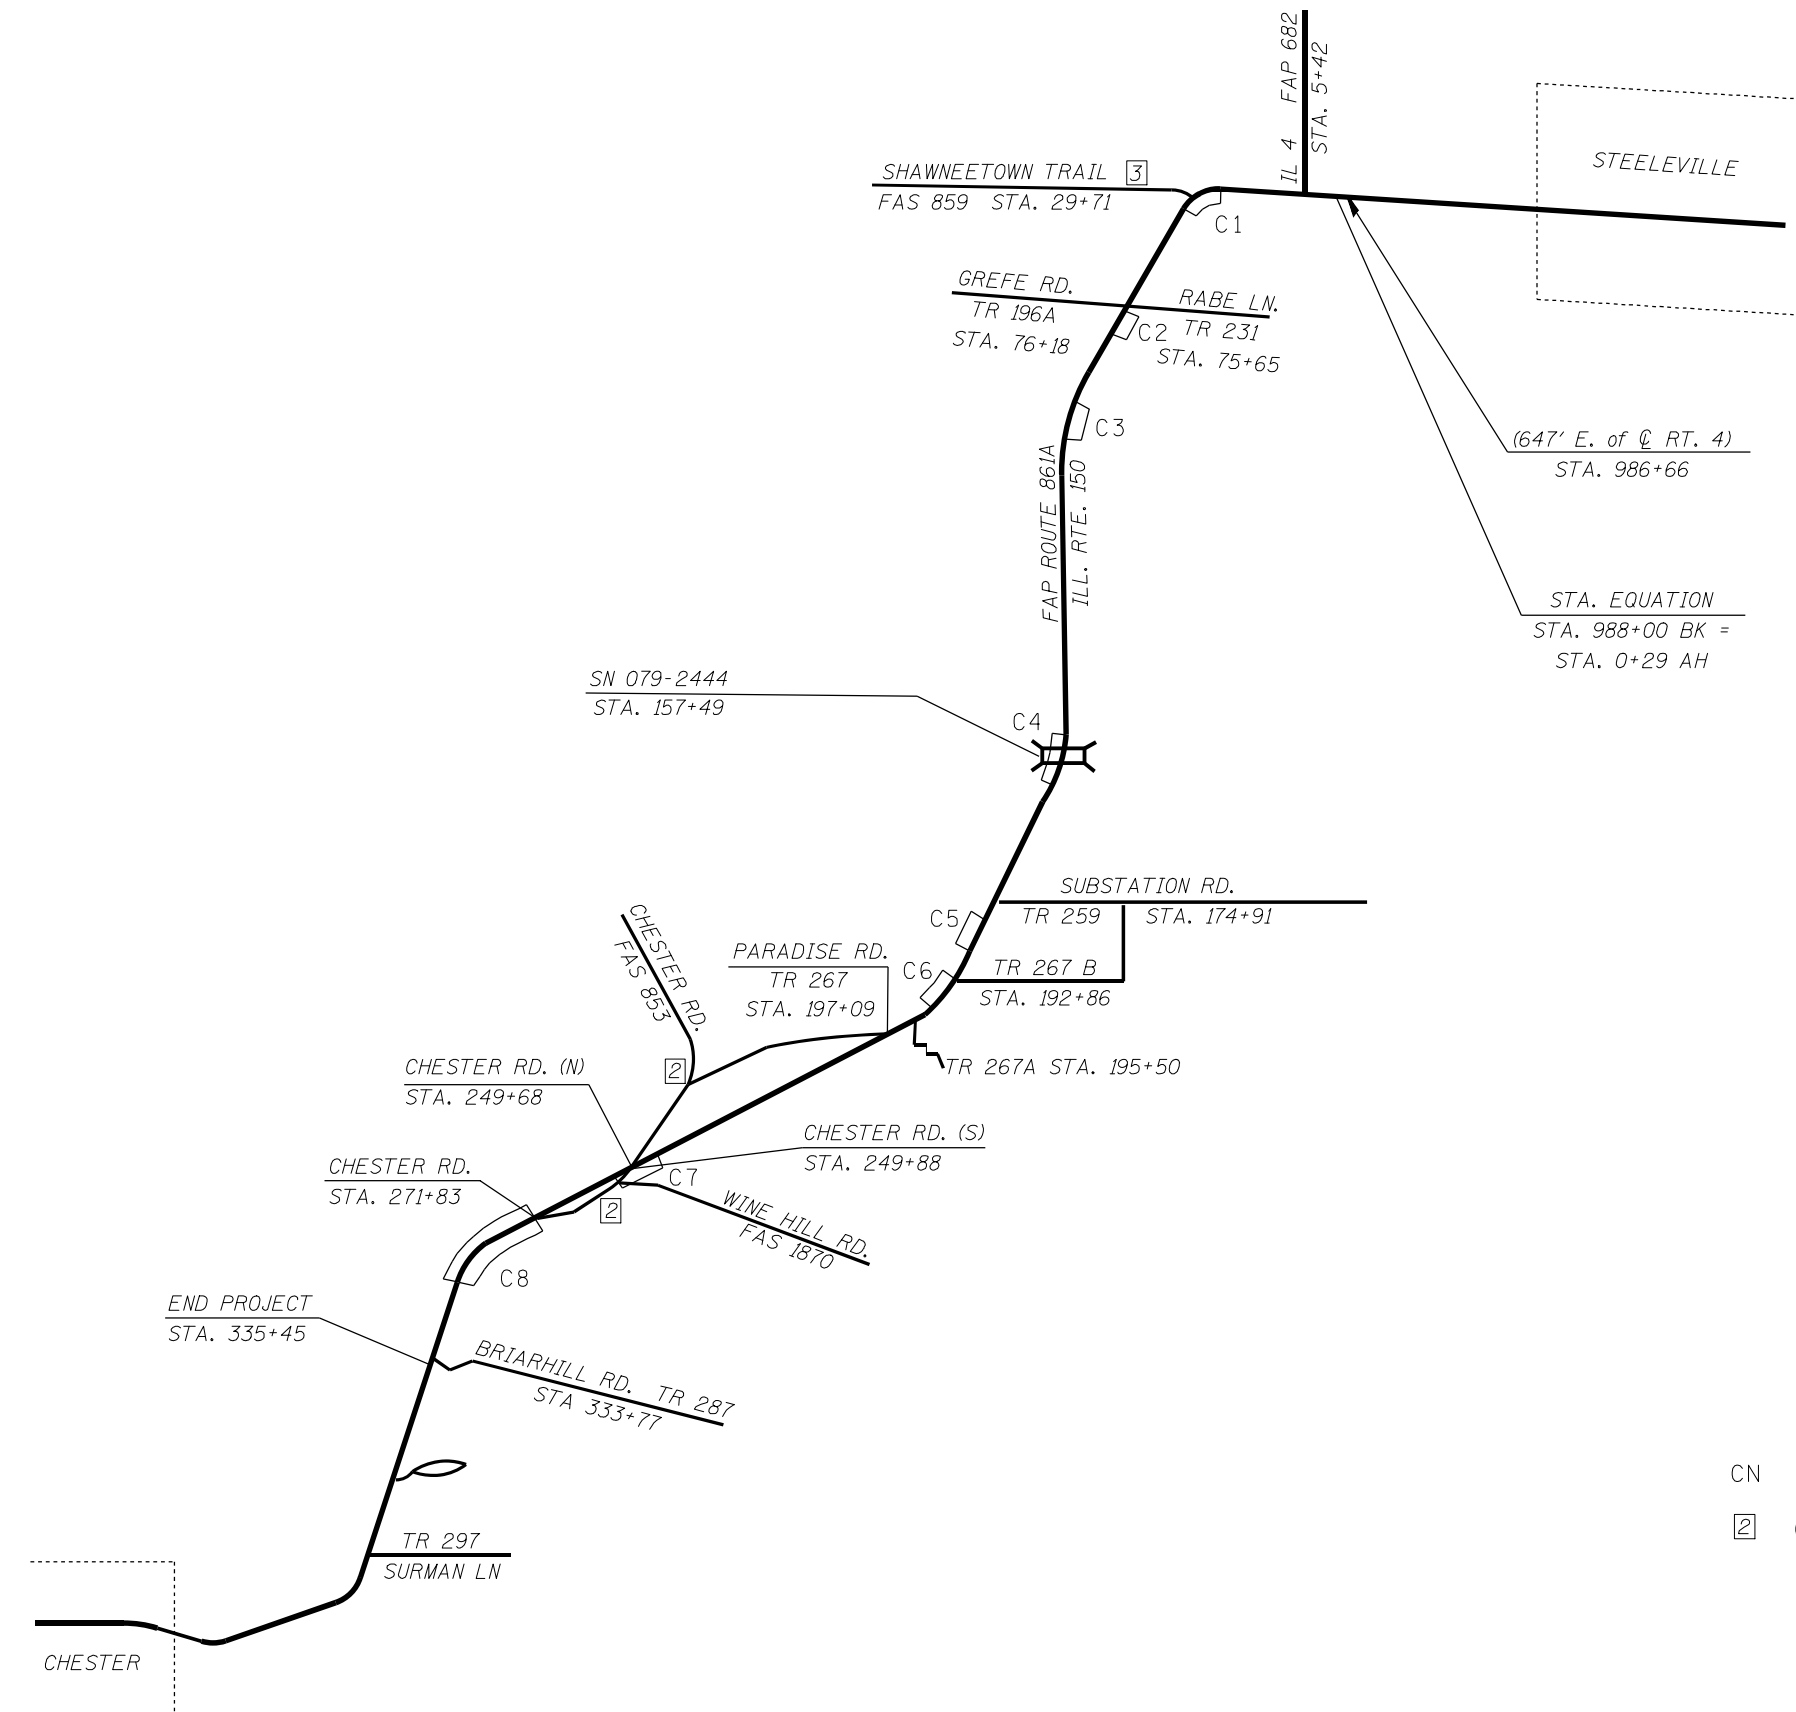 IL 4 FAP 682
STA. 5+42
STEELEVILLE
SHAWNEETOWN TRAIL 3
FAS 859 STA. 29+71
C1
GREFE RD.
TR 196A
STA. 76+18
RABE LN.
TR 231
STA. 75+65
C2
C3
(647' E. of ℄ RT. 4)
STA. 986+66
FAP ROUTE 861A
ILL. RTE. 150
STA. EQUATION
STA. 988+00 BK =
STA. 0+29 AH
SN 079-2444
STA. 157+49
C4
SUBSTATION RD.
TR 259 STA. 174+91
C5
CHESTER RD.
FAS 853
PARADISE RD.
TR 267
STA. 197+09
C6
TR 267 B
STA. 192+86
TR 267A STA. 195+50
2
CHESTER RD. (N)
STA. 249+68
CHESTER RD. (S)
STA. 249+88
CHESTER RD.
STA. 271+83
C7
2
WINE HILL RD.
FAS 1870
C8
END PROJECT
STA. 335+45
BRIARHILL RD. TR 287
STA 333+77
CN
2
TR 297
SURMAN LN
CHESTER